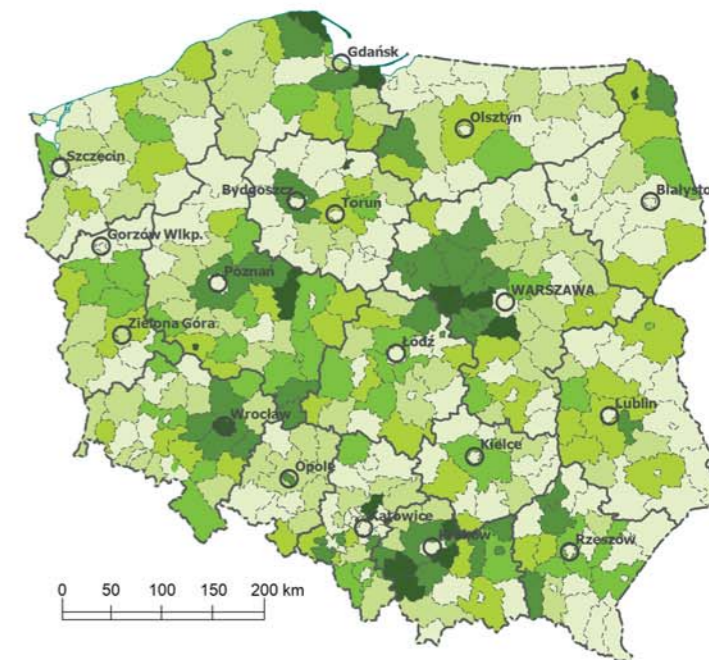 Gdańsk
Olsztyn
Szczecin
Bydgoszcz
Toruń
Białysto
Gorzów Wlkp.
Poznań
WARSZAWA
Zielona Góra
Łódź
Wrocław
Lublin
Kielce
Opole
Katowice
Kraków
Rzeszów
0 50 100 150 200 km